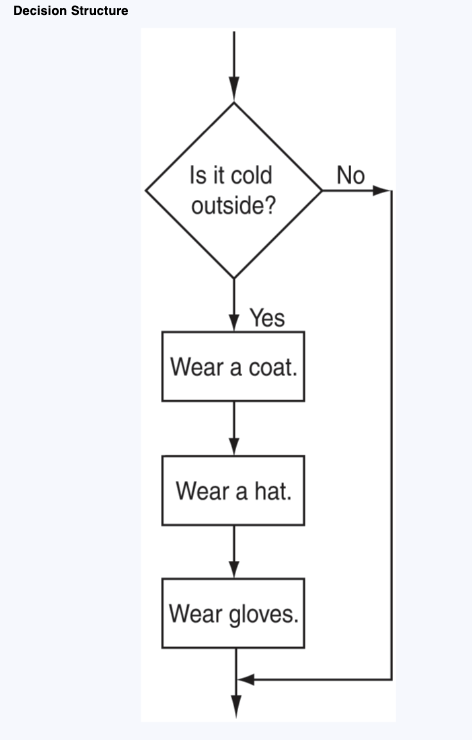 Decision Structure
Is it cold
outside?
No
Yes
Wear a coat.
Wear a hat.
Wear gloves.